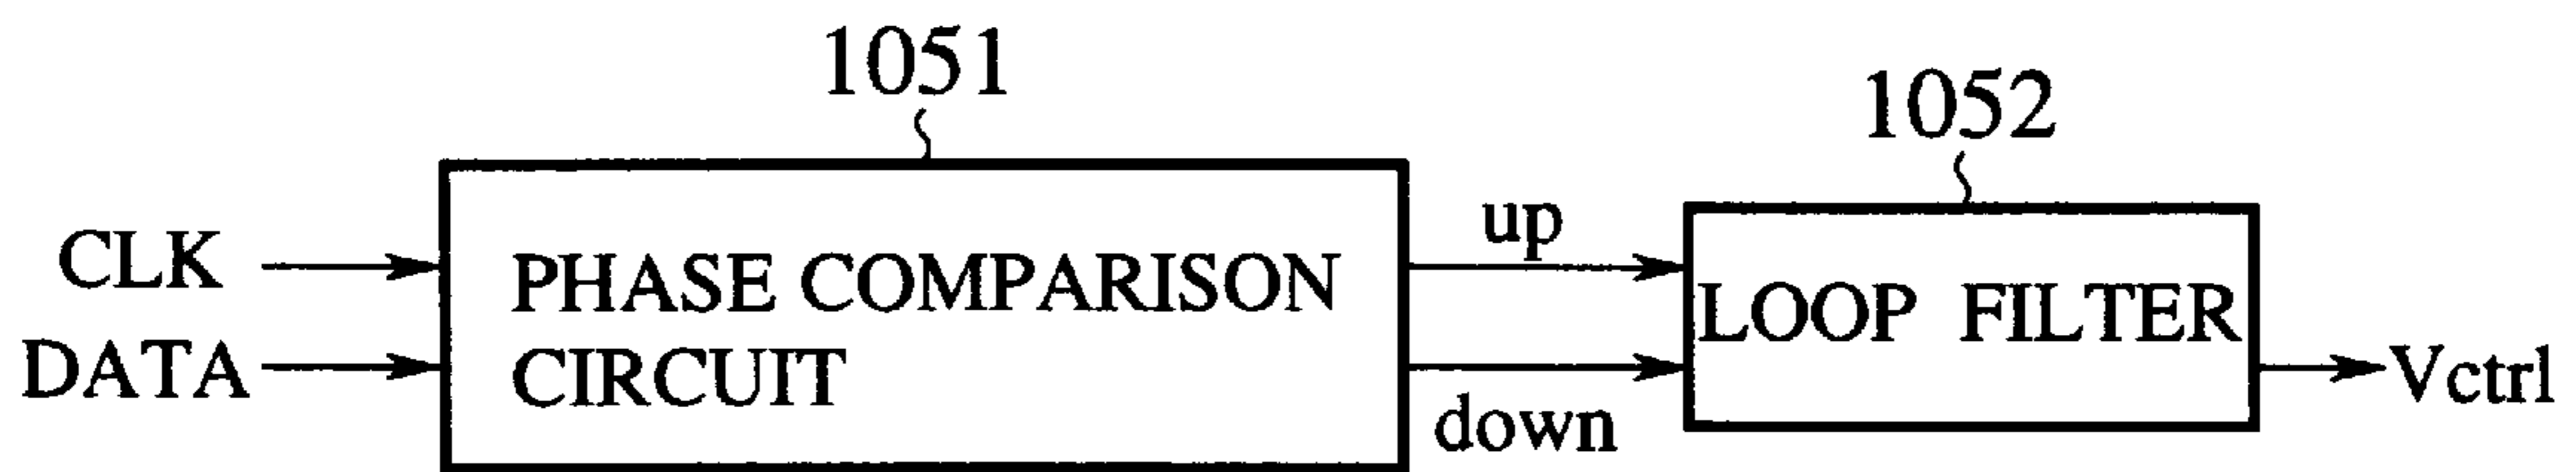 1051
1052
CLK
DATA
PHASE COMPARISON
CIRCUIT
up
down
LOOP FILTER
Vctrl